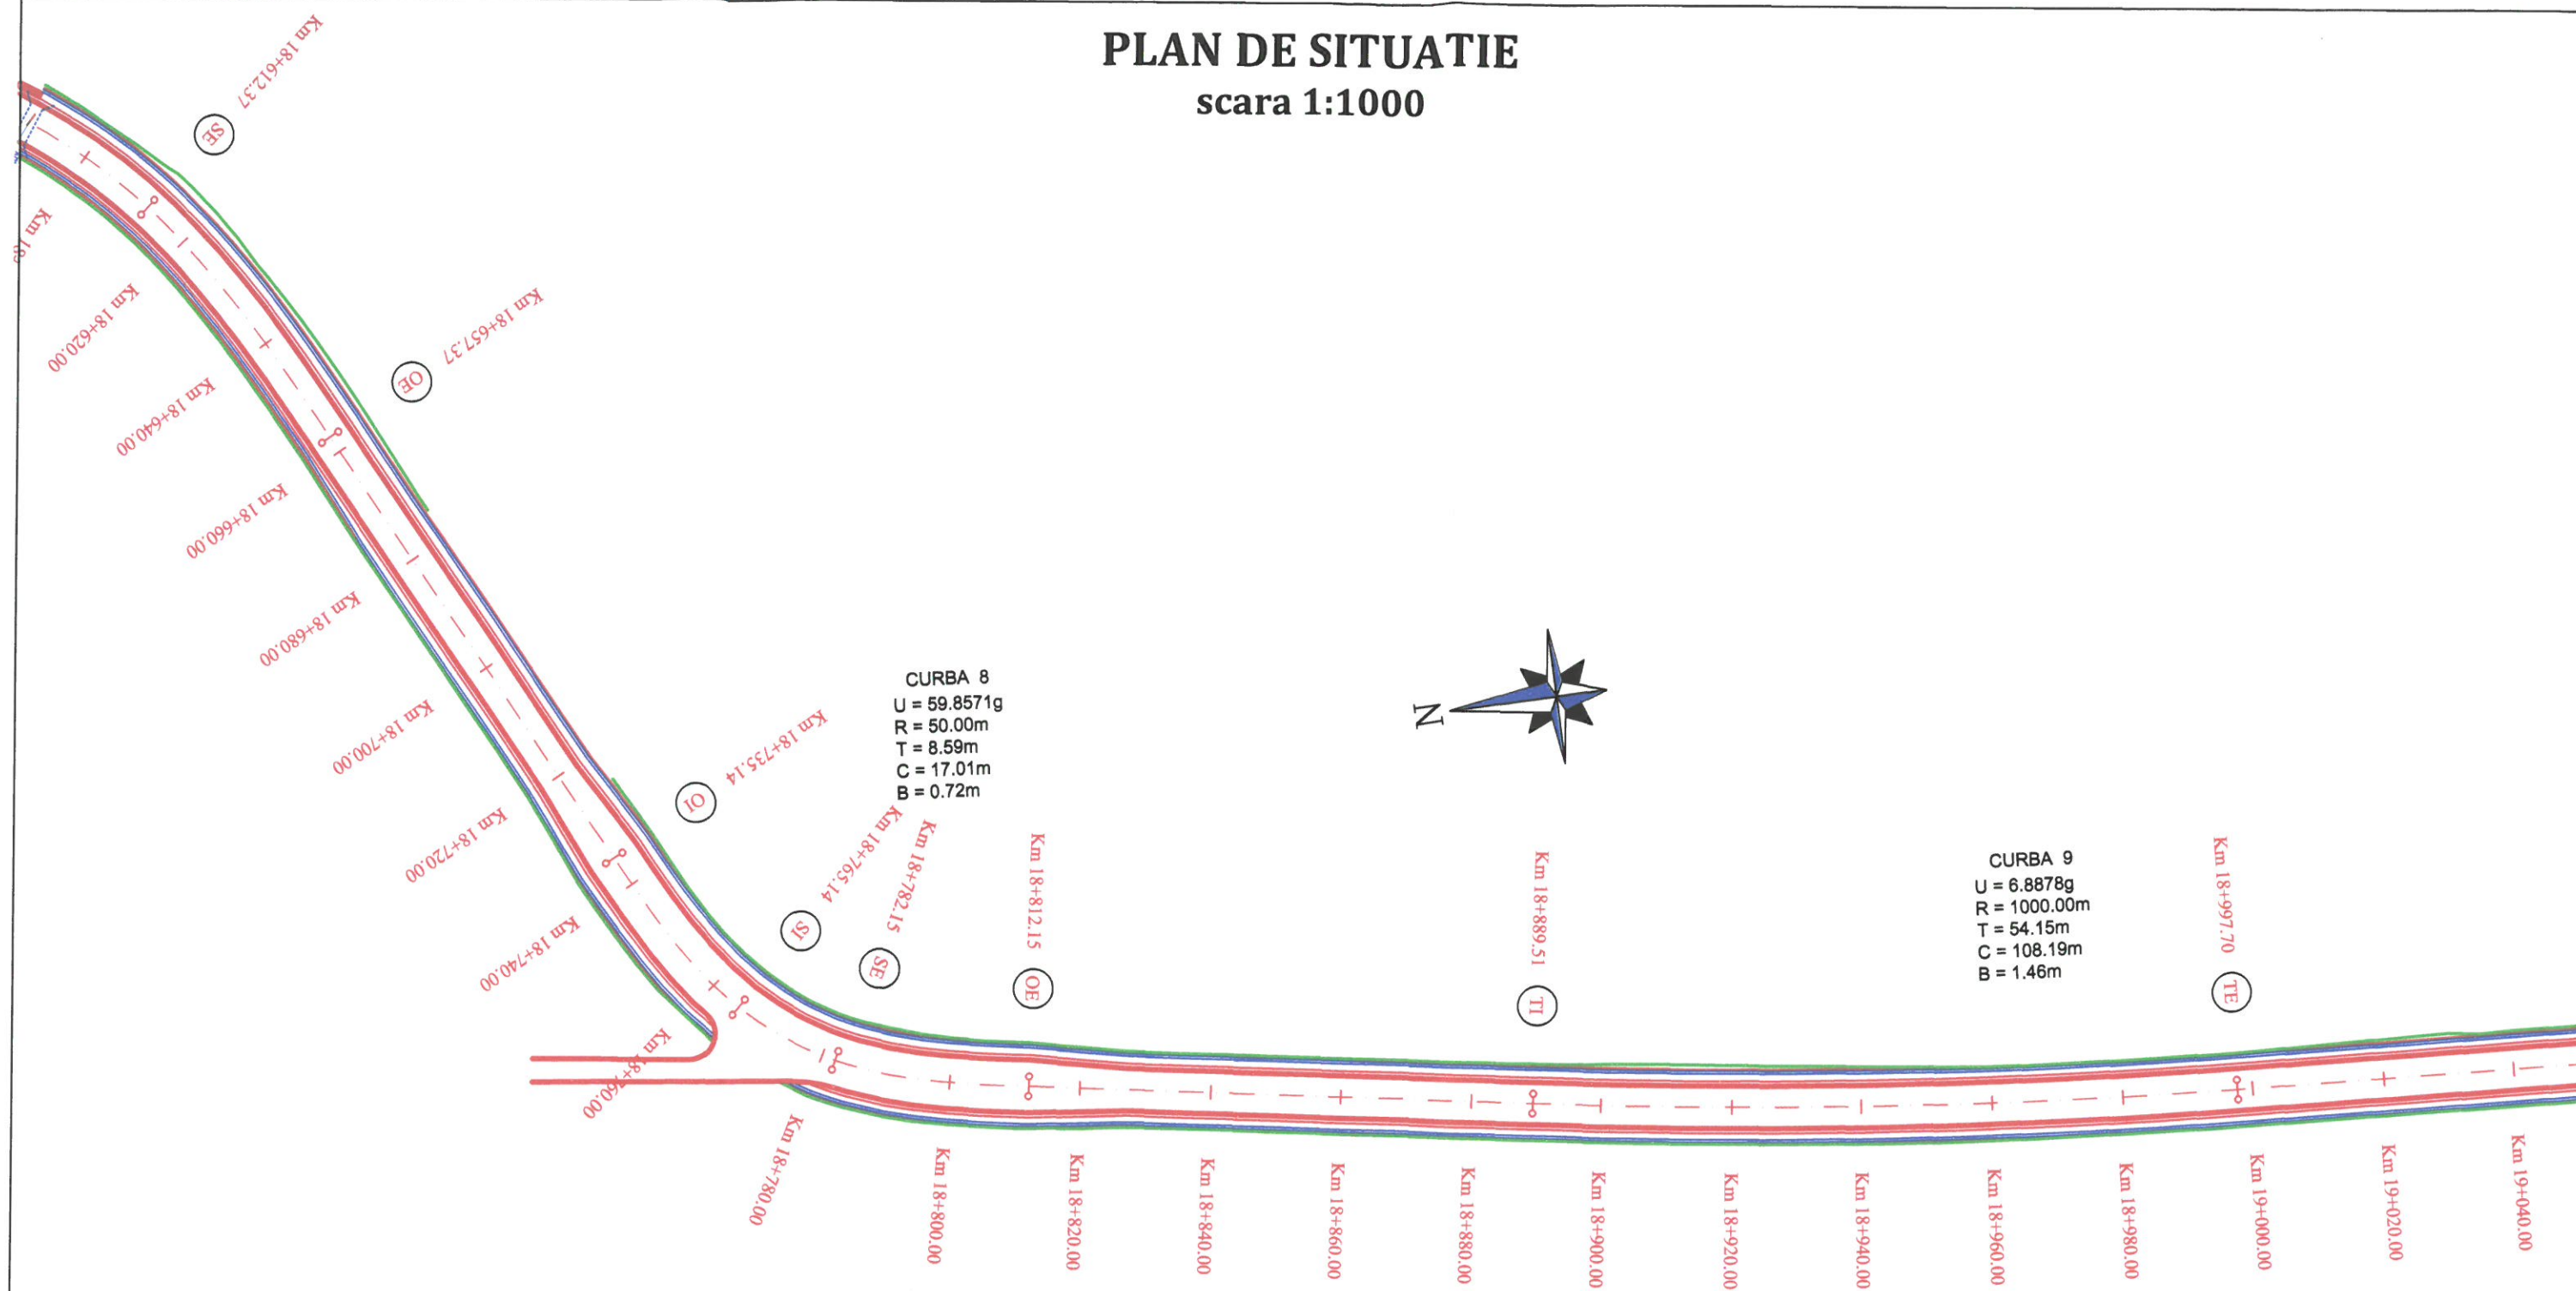 PLAN DE SITUATIE
scara 1:1000
Km 18+612.37
SE
Km 18+620.00
Km 18+657.37
OE
Km 18+640.00
Km 18+660.00
Km 18+680.00
Km 18+700.00
Km 18+720.00
Km 18+735.14
OI
Km 18+740.00
CURBA 8
U = 59.8571g
R = 50.00m
T = 8.59m
C = 17.01m
B = 0.72m
N
Km 18+765.14
SI
Km 18+782.15
SE
Km 18+812.15
OE
Km 18+889.51
TI
CURBA 9
U = 6.8878g
R = 1000.00m
T = 54.15m
C = 108.19m
B = 1.46m
Km 18+997.70
TE
Km 18+760.00
Km 18+780.00
Km 18+800.00
Km 18+820.00
Km 18+840.00
Km 18+860.00
Km 18+880.00
Km 18+900.00
Km 18+920.00
Km 18+940.00
Km 18+960.00
Km 18+980.00
Km 19+000.00
Km 19+020.00
Km 19+040.00